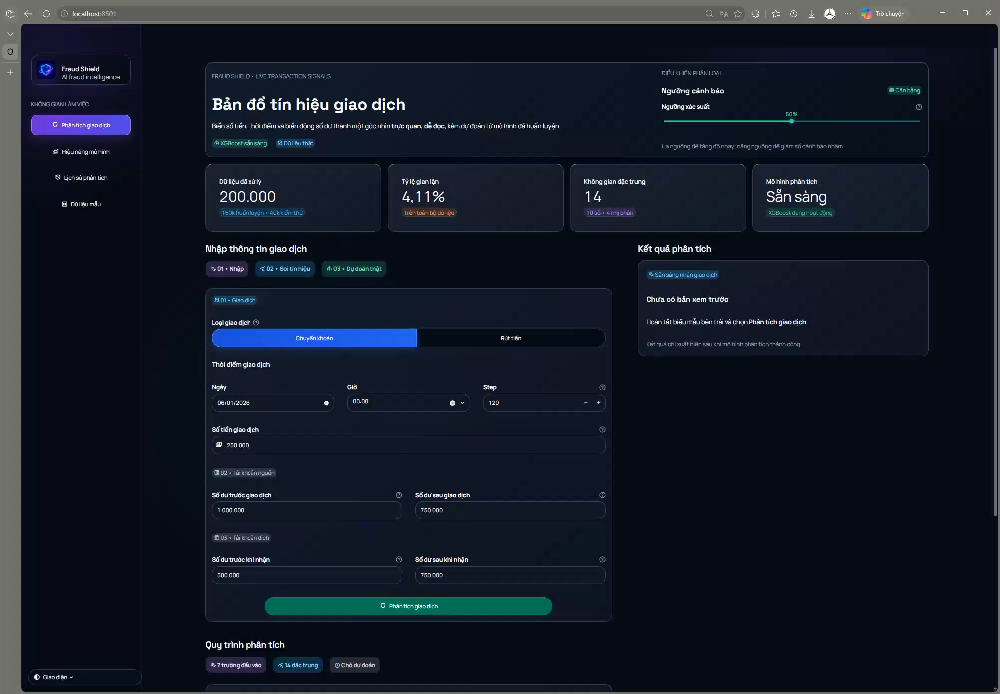 localhost:8501
Trò chuyện
Fraud Shield
AI fraud intelligence
KHÔNG GIAN LÀM VIỆC
Phân tích giao dịch
Hiệu năng mô hình
Lịch sử phân tích
Dữ liệu mẫu
Giao diện
FRAUD SHIELD • LIVE TRANSACTION SIGNALS
Bản đồ tín hiệu giao dịch
Biến số tiền, thời điểm và biến động số dư thành một góc nhìn trực quan, dễ đọc, kèm dự đoán từ mô hình đã huấn luyện.
XGBoost sẵn sàng
Dữ liệu thật
ĐIỀU KHIỂN PHÂN LOẠI
Ngưỡng cảnh báo
Cân bằng
Ngưỡng xác suất
50%
Hạ ngưỡng để tăng độ nhạy; nâng ngưỡng để giảm số cảnh báo nhầm.
Dữ liệu đã xử lý
200.000
160k huấn luyện • 40k kiểm thử
Tỷ lệ gian lận
4,11%
Trên toàn bộ dữ liệu
Không gian đặc trưng
14
10 số • 4 nhị phân
Mô hình phân tích
Sẵn sàng
XGBoost đang hoạt động
Nhập thông tin giao dịch
01 • Nhập
02 • Soi tín hiệu
03 • Dự đoán thật
01 • Giao dịch
Loại giao dịch
Chuyển khoản
Rút tiền
Thời điểm giao dịch
Ngày
Giờ
Step
06/01/2026
00:00
120
Số tiền giao dịch
250.000
02 • Tài khoản nguồn
Số dư trước giao dịch
Số dư sau giao dịch
1.000.000
750.000
03 • Tài khoản đích
Số dư trước khi nhận
Số dư sau khi nhận
500.000
750.000
Phân tích giao dịch
Kết quả phân tích
Sẵn sàng nhận giao dịch
Chưa có bản xem trước
Hoàn tất biểu mẫu bên trái và chọn Phân tích giao dịch.
Kết quả chỉ xuất hiện sau khi mô hình phân tích thành công.
Quy trình phân tích
7 trường đầu vào
14 đặc trưng
Chờ dự đoán